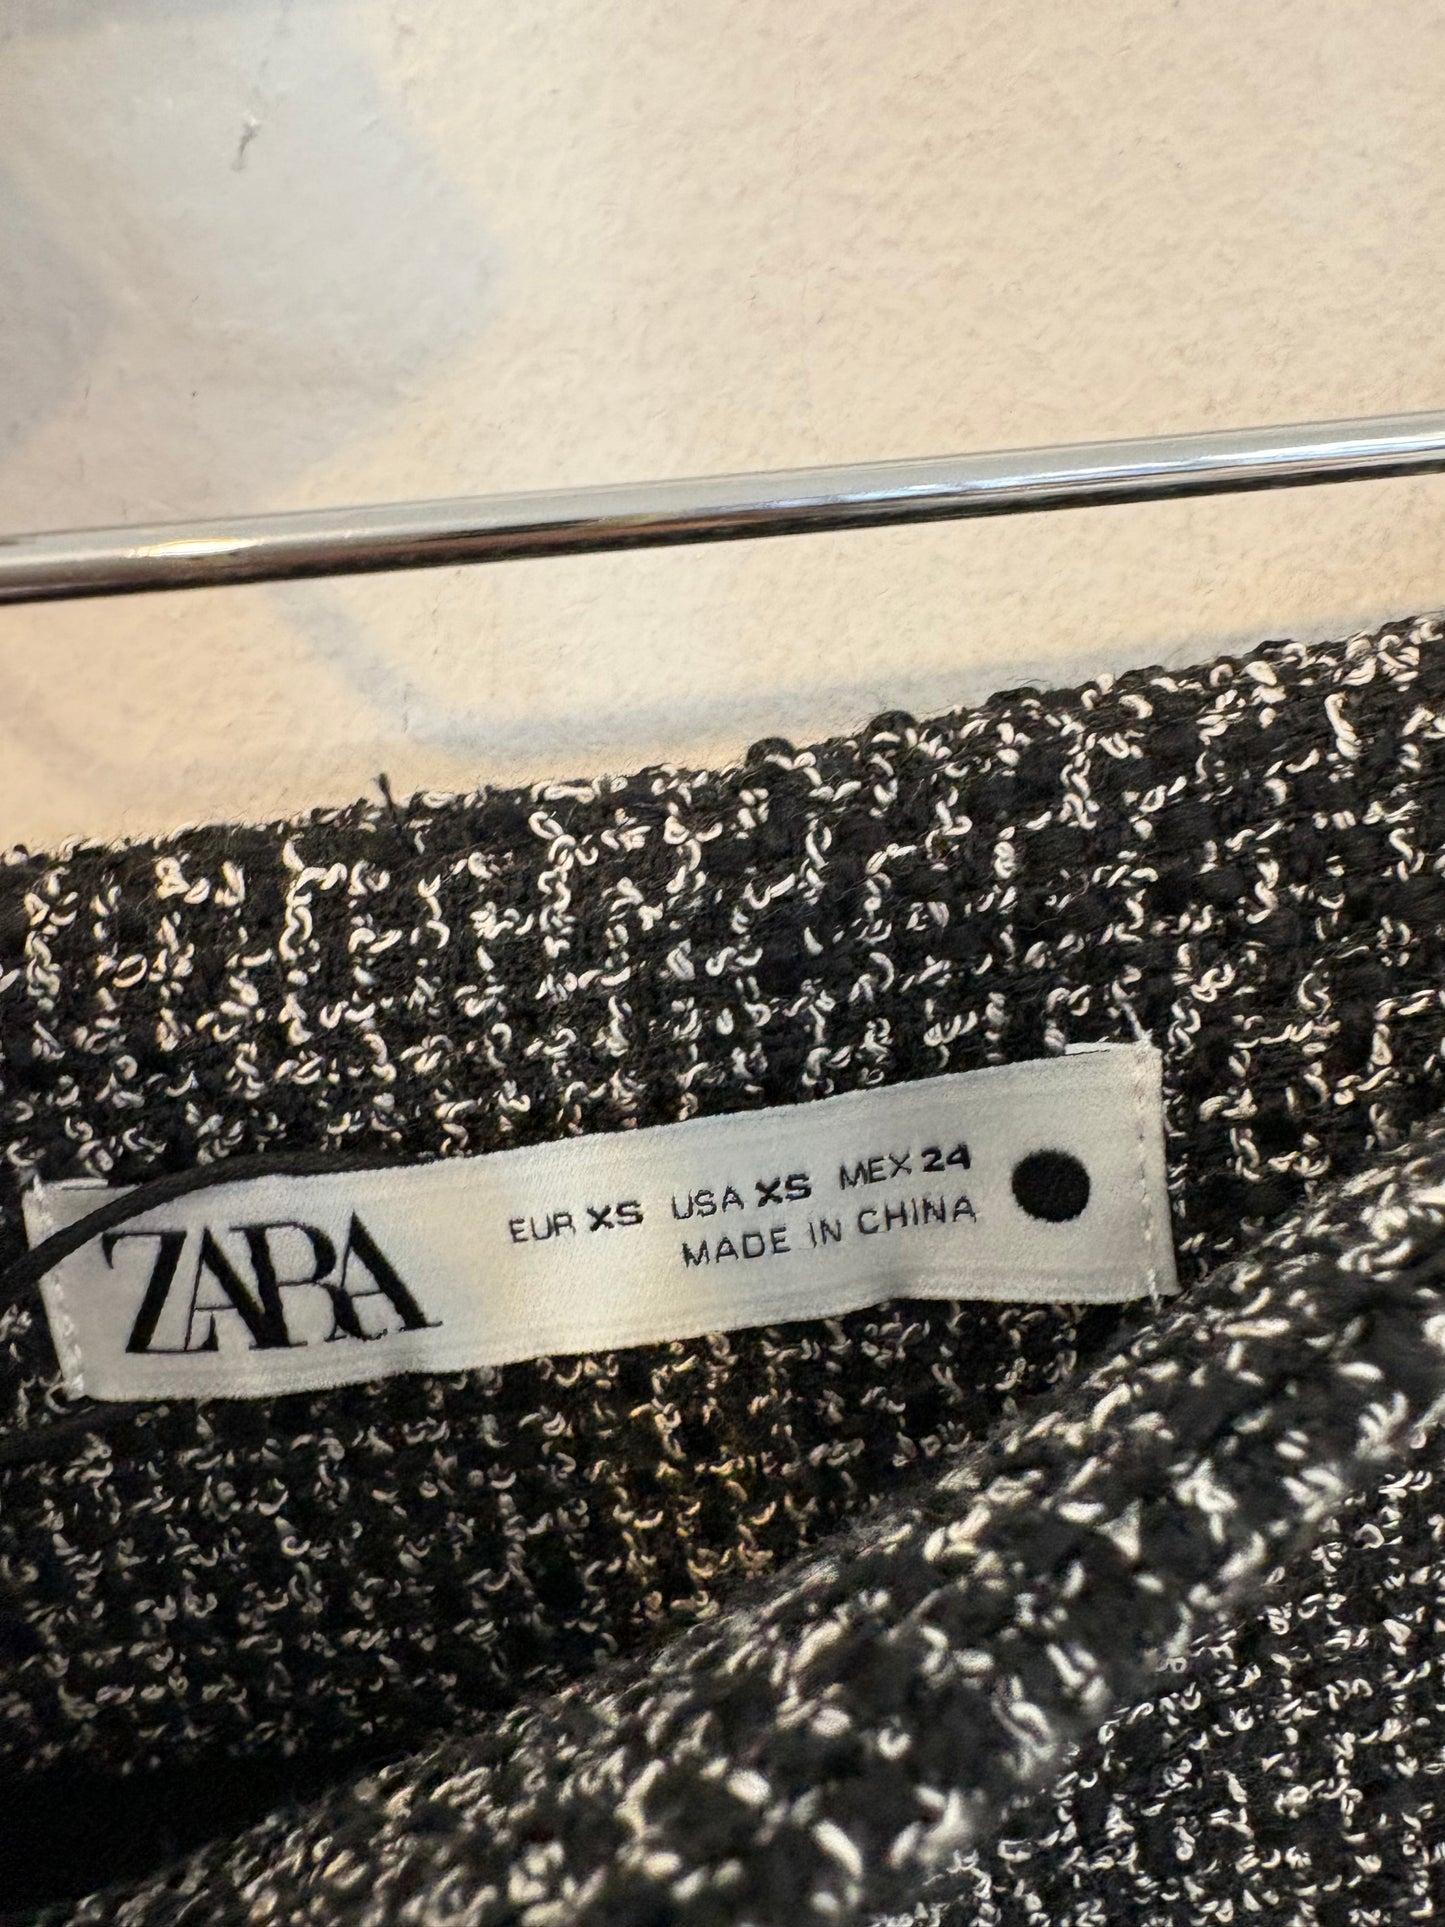 ZARA
EUR XS USA XS MEX 24
MADE IN CHINA